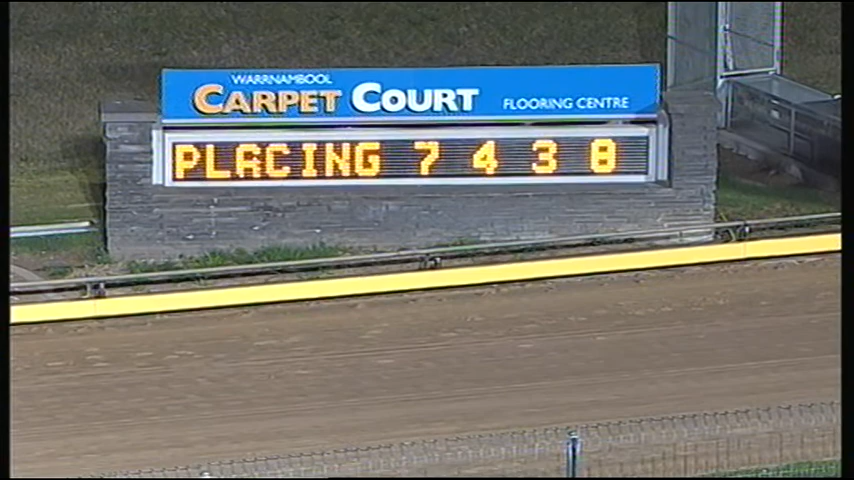 WARRNAMBOOL
CARPET COURT FLOORING CENTRE
PLACING 7 4 3 8